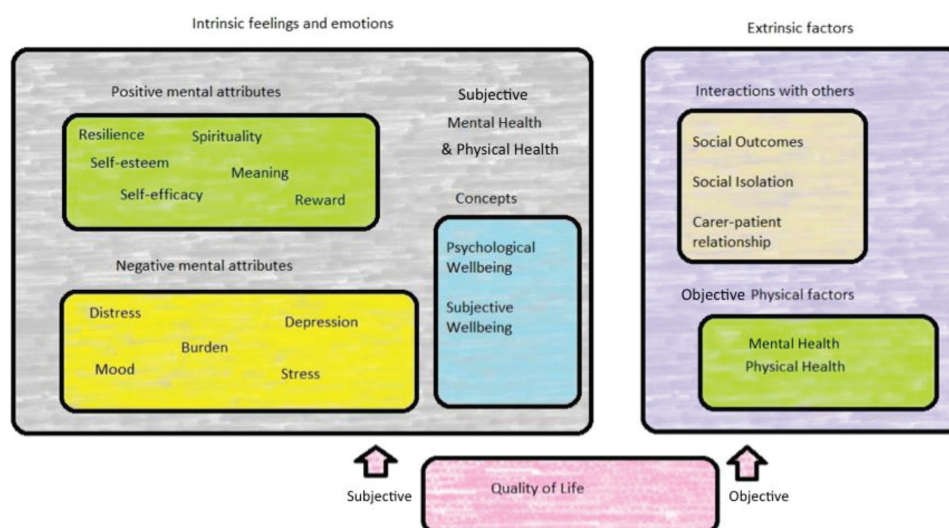 Intrinsic feelings and emotions
Positive mental attributes
Resilience
Spirituality
Self-esteem
Meaning
Self-efficacy
Reward
Subjective
Mental Health
& Physical Health
Concepts
Psychological
Wellbeing
Subjective
Wellbeing
Negative mental attributes
Distress
Depression
Burden
Mood
Stress
Extrinsic factors
Interactions with others
Social Outcomes
Social Isolation
Carer-patient
relationship
Objective Physical factors
Mental Health
Physical Health
Subjective
Quality of Life
Objective